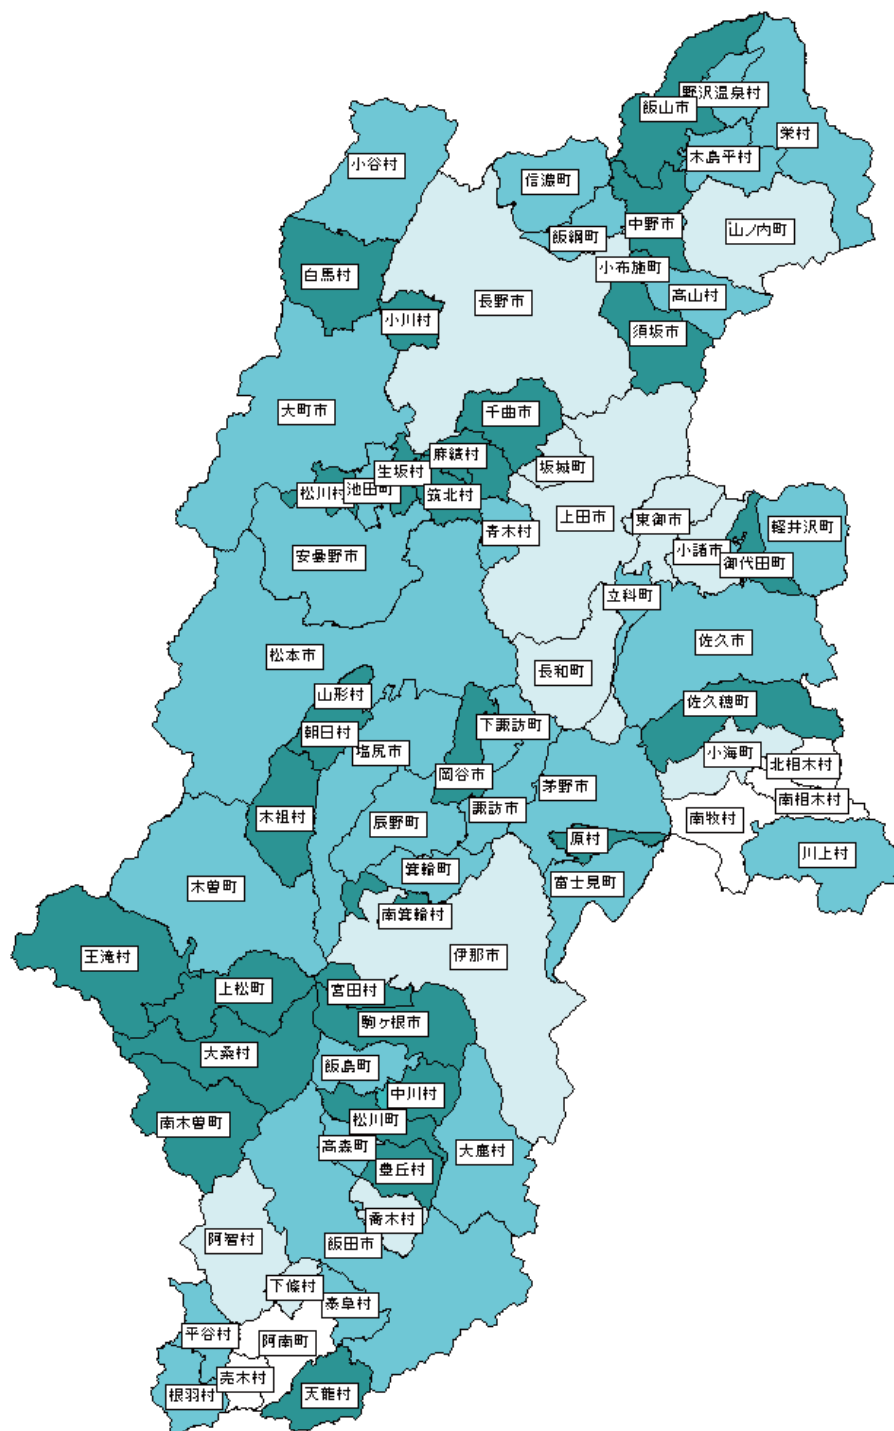 野沢温泉村
飯山市
栄村
木島平村
小谷村
信濃町
中野市
山ノ内町
飯綱町
小布施町
白馬村
高山村
長野市
小川村
須坂市
大町市
千曲市
麻績村
坂城町
生坂村
松川村
池田町
筑北村
上田市
東御市
軽井沢町
青木村
小諸市
安曇野市
御代田町
立科町
佐久市
松本市
長和町
山形村
佐久穂町
下諏訪町
朝日村
塩尻市
小海町
北相木村
岡谷市
茅野市
南相木村
諏訪市
木祖村
辰野町
南牧村
原村
川上村
箕輪町
木曽町
富士見町
南箕輪村
王滝村
伊那市
上松町
宮田村
駒ヶ根市
大桑村
飯島町
中川村
南木曽町
松川町
高森町
大鹿村
豊丘村
喬木村
阿智村
飯田市
下條村
泰阜村
平谷村
阿南町
売木村
根羽村
天龍村